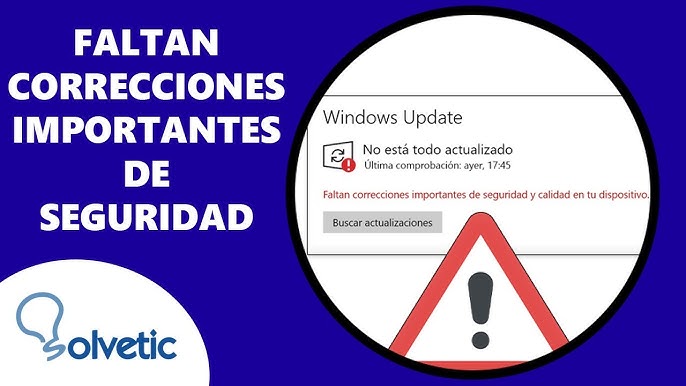 FALTAN
CORRECCIONES
IMPORTANTES
DE
SEGURIDAD
Windows Update
No está todo actualizado
Última comprobación: ayer, 17:45
Faltan correcciones importantes de seguridad y calidad en tu dispositivo.
Buscar actualizaciones
Solvetic